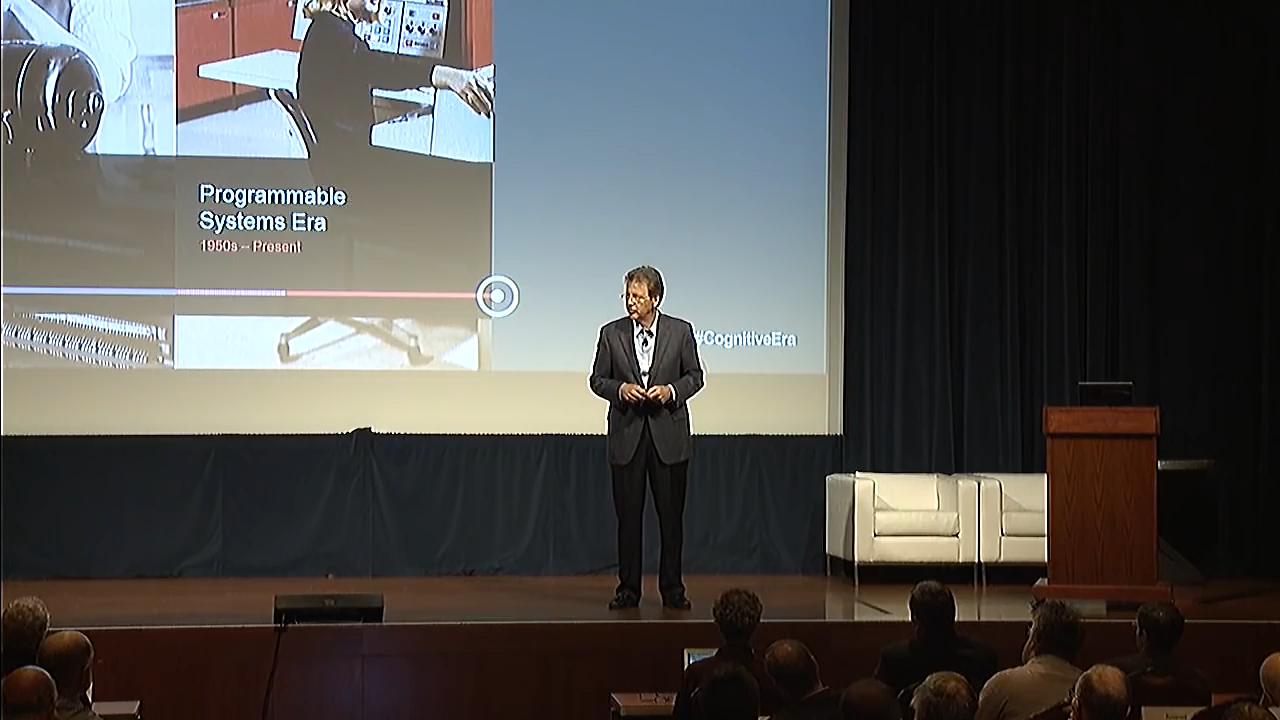 Programmable
Systems Era
1950s – Present
#CognitiveEra